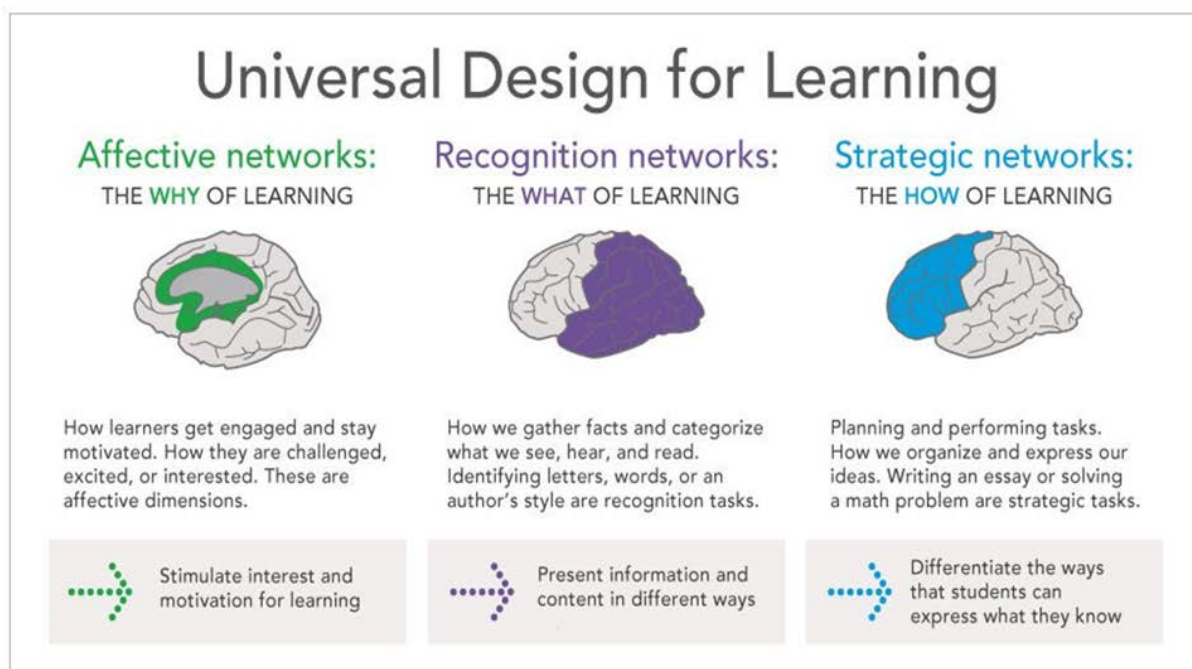 Universal Design for Learning
Affective networks:
THE WHY OF LEARNING
How learners get engaged and stay
motivated. How they are challenged,
excited, or interested. These are
affective dimensions.
Stimulate interest and
motivation for learning
Recognition networks:
THE WHAT OF LEARNING
How we gather facts and categorize
what we see, hear, and read.
Identifying letters, words, or an
author's style are recognition tasks.
Present information and
content in different ways
Strategic networks:
THE HOW OF LEARNING
Planning and performing tasks.
How we organize and express our
ideas. Writing an essay or solving
a math problem are strategic tasks.
Differentiate the ways
that students can
express what they know